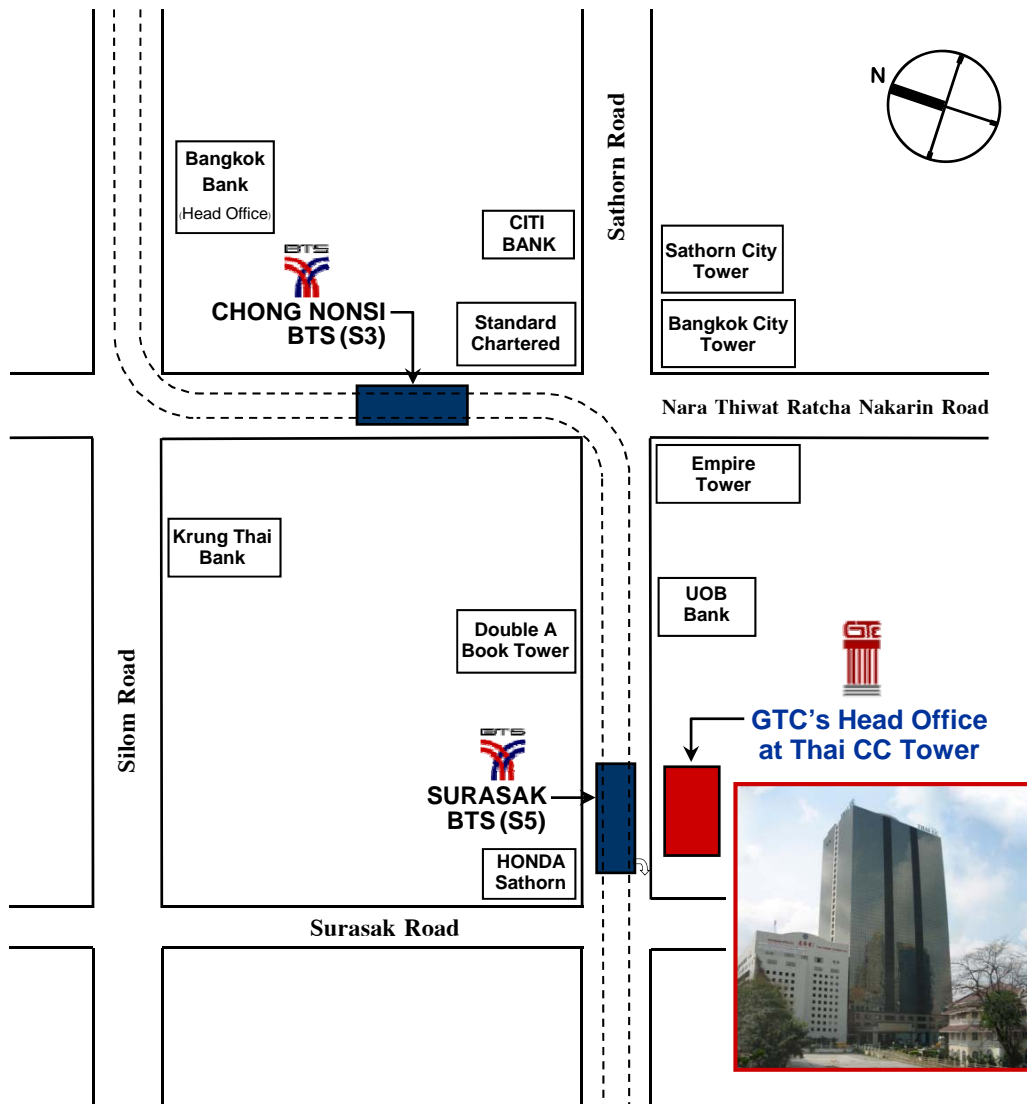 N
Sathorn Road
Bangkok
Bank
(Head Office)
CITI
BANK
Sathorn City
Tower
BTS
CHONG NONSI
BTS (S3)
Standard
Chartered
Bangkok City
Tower
Nara Thiwat Ratcha Nakarin Road
Empire
Tower
Krung Thai
Bank
UOB
Bank
Double A
Book Tower
GTC
Silom Road
GTC's Head Office
at Thai CC Tower
BTS
SURASAK
BTS (S5)
HONDA
Sathorn
Surasak Road